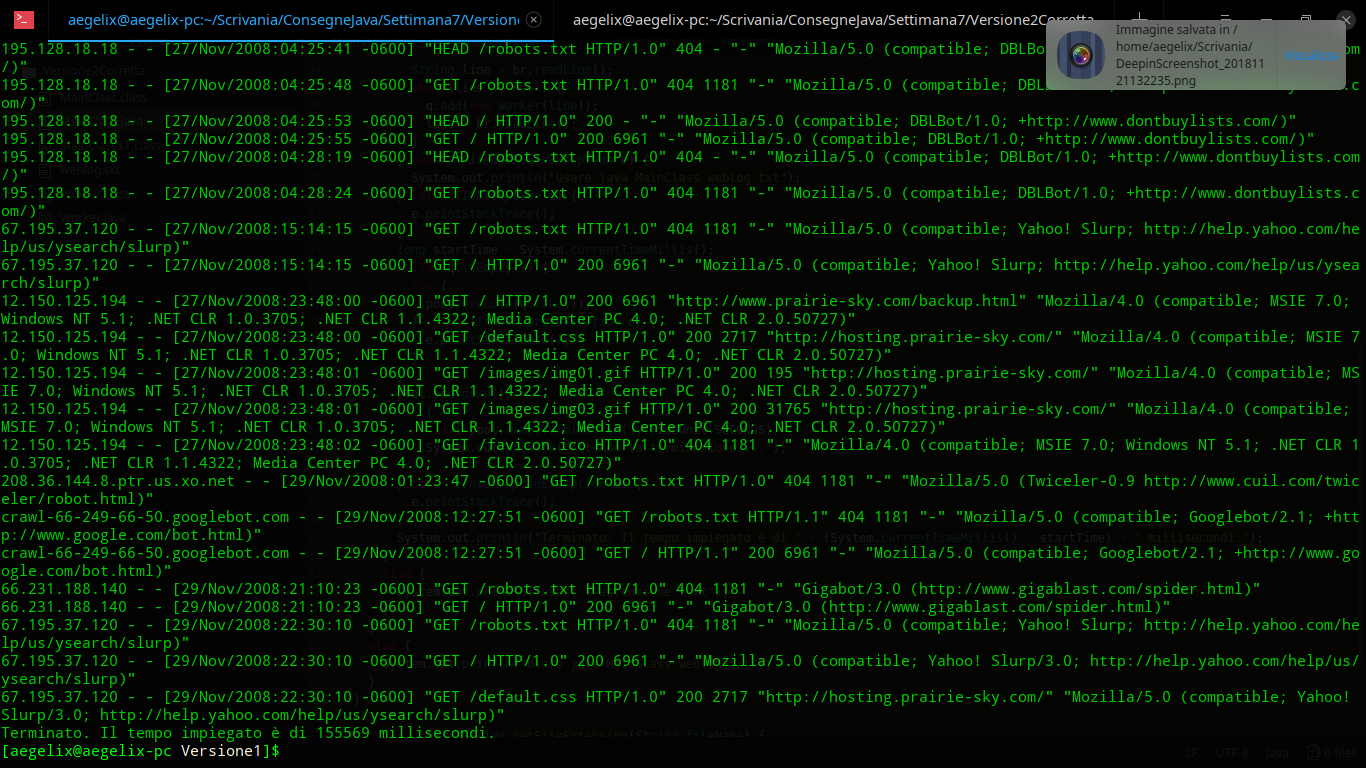 aegelix@aegelix-pc:~/Scrivania/ConsegneJava/Settimana7/Versione
aegelix@aegelix-pc:~/Scrivania/ConsegneJava/Settimana7/Versione2Corretta
Immagine salvata in /
home/aegelix/Scrivania/
DeepinScreenshot_201811
21132235.png
Visualizza
195.128.18.18 - - [27/Nov/2008:04:25:41 -0600] "HEAD /robots.txt HTTP/1.0" 404 - "-" "Mozilla/5.0 (compatible; DBLBot/1.0; +http://www.dontbuylists.com
/)"
195.128.18.18 - - [27/Nov/2008:04:25:48 -0600] "GET /robots.txt HTTP/1.0" 404 1181 "-" "Mozilla/5.0 (compatible; DBLBot/1.0; +http://www.dontbuylists.c
om/)"
195.128.18.18 - - [27/Nov/2008:04:25:53 -0600] "HEAD / HTTP/1.0" 200 - "-" "Mozilla/5.0 (compatible; DBLBot/1.0; +http://www.dontbuylists.com/)"
195.128.18.18 - - [27/Nov/2008:04:25:55 -0600] "GET / HTTP/1.0" 200 6961 "-" "Mozilla/5.0 (compatible; DBLBot/1.0; +http://www.dontbuylists.com/)"
195.128.18.18 - - [27/Nov/2008:04:28:19 -0600] "HEAD /robots.txt HTTP/1.0" 404 - "-" "Mozilla/5.0 (compatible; DBLBot/1.0; +http://www.dontbuylists.com
/)"
195.128.18.18 - - [27/Nov/2008:04:28:24 -0600] "GET /robots.txt HTTP/1.0" 404 1181 "-" "Mozilla/5.0 (compatible; DBLBot/1.0; +http://www.dontbuylists.c
om/)"
67.195.37.120 - - [27/Nov/2008:15:14:15 -0600] "GET /robots.txt HTTP/1.0" 404 1181 "-" "Mozilla/5.0 (compatible; Yahoo! Slurp; http://help.yahoo.com/he
lp/us/ysearch/slurp)"
67.195.37.120 - - [27/Nov/2008:15:14:15 -0600] "GET / HTTP/1.0" 200 6961 "-" "Mozilla/5.0 (compatible; Yahoo! Slurp; http://help.yahoo.com/help/us/ysea
rch/slurp)"
12.150.125.194 - - [27/Nov/2008:23:48:00 -0600] "GET / HTTP/1.0" 200 6961 "http://www.prairie-sky.com/backup.html" "Mozilla/4.0 (compatible; MSIE 7.0;
Windows NT 5.1; .NET CLR 1.0.3705; .NET CLR 1.1.4322; Media Center PC 4.0; .NET CLR 2.0.50727)"
12.150.125.194 - - [27/Nov/2008:23:48:00 -0600] "GET /default.css HTTP/1.0" 200 2717 "http://hosting.prairie-sky.com/" "Mozilla/4.0 (compatible; MSIE 7
.0; Windows NT 5.1; .NET CLR 1.0.3705; .NET CLR 1.1.4322; Media Center PC 4.0; .NET CLR 2.0.50727)"
12.150.125.194 - - [27/Nov/2008:23:48:01 -0600] "GET /images/img01.gif HTTP/1.0" 200 195 "http://hosting.prairie-sky.com/" "Mozilla/4.0 (compatible; MS
IE 7.0; Windows NT 5.1; .NET CLR 1.0.3705; .NET CLR 1.1.4322; Media Center PC 4.0; .NET CLR 2.0.50727)"
12.150.125.194 - - [27/Nov/2008:23:48:01 -0600] "GET /images/img03.gif HTTP/1.0" 200 31765 "http://hosting.prairie-sky.com/" "Mozilla/4.0 (compatible;
MSIE 7.0; Windows NT 5.1; .NET CLR 1.0.3705; .NET CLR 1.1.4322; Media Center PC 4.0; .NET CLR 2.0.50727)"
12.150.125.194 - - [27/Nov/2008:23:48:02 -0600] "GET /favicon.ico HTTP/1.0" 404 1181 "-" "Mozilla/4.0 (compatible; MSIE 7.0; Windows NT 5.1; .NET CLR 1
.0.3705; .NET CLR 1.1.4322; Media Center PC 4.0; .NET CLR 2.0.50727)"
208.36.144.8.ptr.us.xo.net - - [29/Nov/2008:01:23:47 -0600] "GET /robots.txt HTTP/1.0" 404 1181 "-" "Mozilla/5.0 (Twiceler-0.9 http://www.cuil.com/twic
eler/robot.html)"
crawl-66-249-66-50.googlebot.com - - [29/Nov/2008:12:27:51 -0600] "GET /robots.txt HTTP/1.1" 404 1181 "-" "Mozilla/5.0 (compatible; Googlebot/2.1; +htt
p://www.google.com/bot.html)"
crawl-66-249-66-50.googlebot.com - - [29/Nov/2008:12:27:51 -0600] "GET / HTTP/1.1" 200 6961 "-" "Mozilla/5.0 (compatible; Googlebot/2.1; +http://www.go
ogle.com/bot.html)"
66.231.188.140 - - [29/Nov/2008:21:10:23 -0600] "GET /robots.txt HTTP/1.0" 404 1181 "-" "Gigabot/3.0 (http://www.gigablast.com/spider.html)"
66.231.188.140 - - [29/Nov/2008:21:10:23 -0600] "GET / HTTP/1.0" 200 6961 "-" "Gigabot/3.0 (http://www.gigablast.com/spider.html)"
67.195.37.120 - - [29/Nov/2008:22:30:10 -0600] "GET /robots.txt HTTP/1.0" 404 1181 "-" "Mozilla/5.0 (compatible; Yahoo! Slurp; http://help.yahoo.com/he
lp/us/ysearch/slurp)"
67.195.37.120 - - [29/Nov/2008:22:30:10 -0600] "GET / HTTP/1.0" 200 6961 "-" "Mozilla/5.0 (compatible; Yahoo! Slurp/3.0; http://help.yahoo.com/help/us/
ysearch/slurp)"
67.195.37.120 - - [29/Nov/2008:22:30:10 -0600] "GET /default.css HTTP/1.0" 200 2717 "http://hosting.prairie-sky.com/" "Mozilla/5.0 (compatible; Yahoo!
Slurp/3.0; http://help.yahoo.com/help/us/ysearch/slurp)"
Terminato. Il tempo impiegato è di 155569 millisecondi.
[aegelix@aegelix-pc Versione1]$
LF UTF-8 Java 0 files